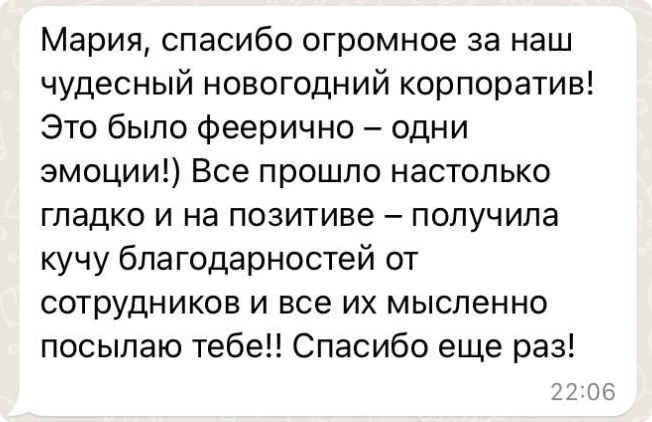 Мария, спасибо огромное за наш
чудесный новогодний корпоратив!
Это было феерично – одни
эмоции!) Все прошло настолько
гладко и на позитиве – получила
кучу благодарностей от
сотрудников и все их мысленно
посылаю тебе!! Спасибо еще раз!
22:06